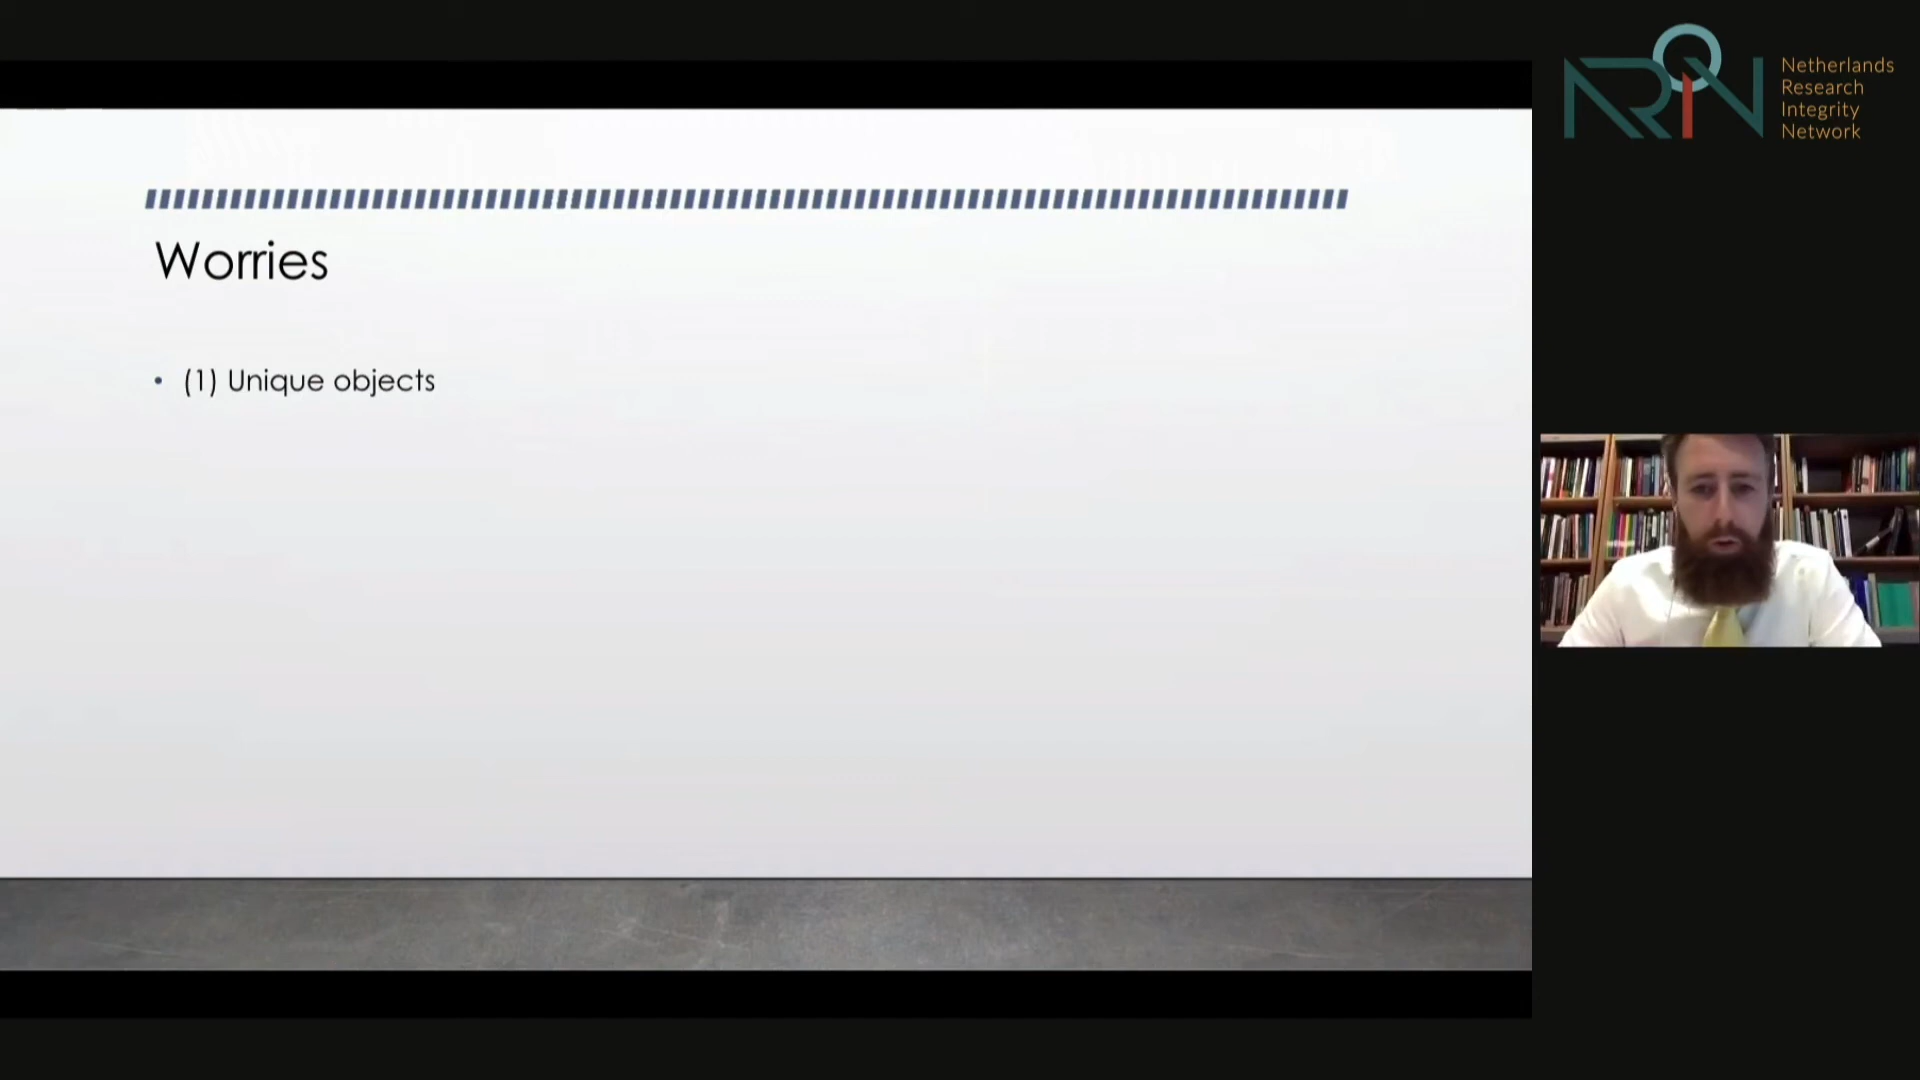 Worries
• (1) Unique objects
NRIN
Netherlands
Research
Integrity
Network